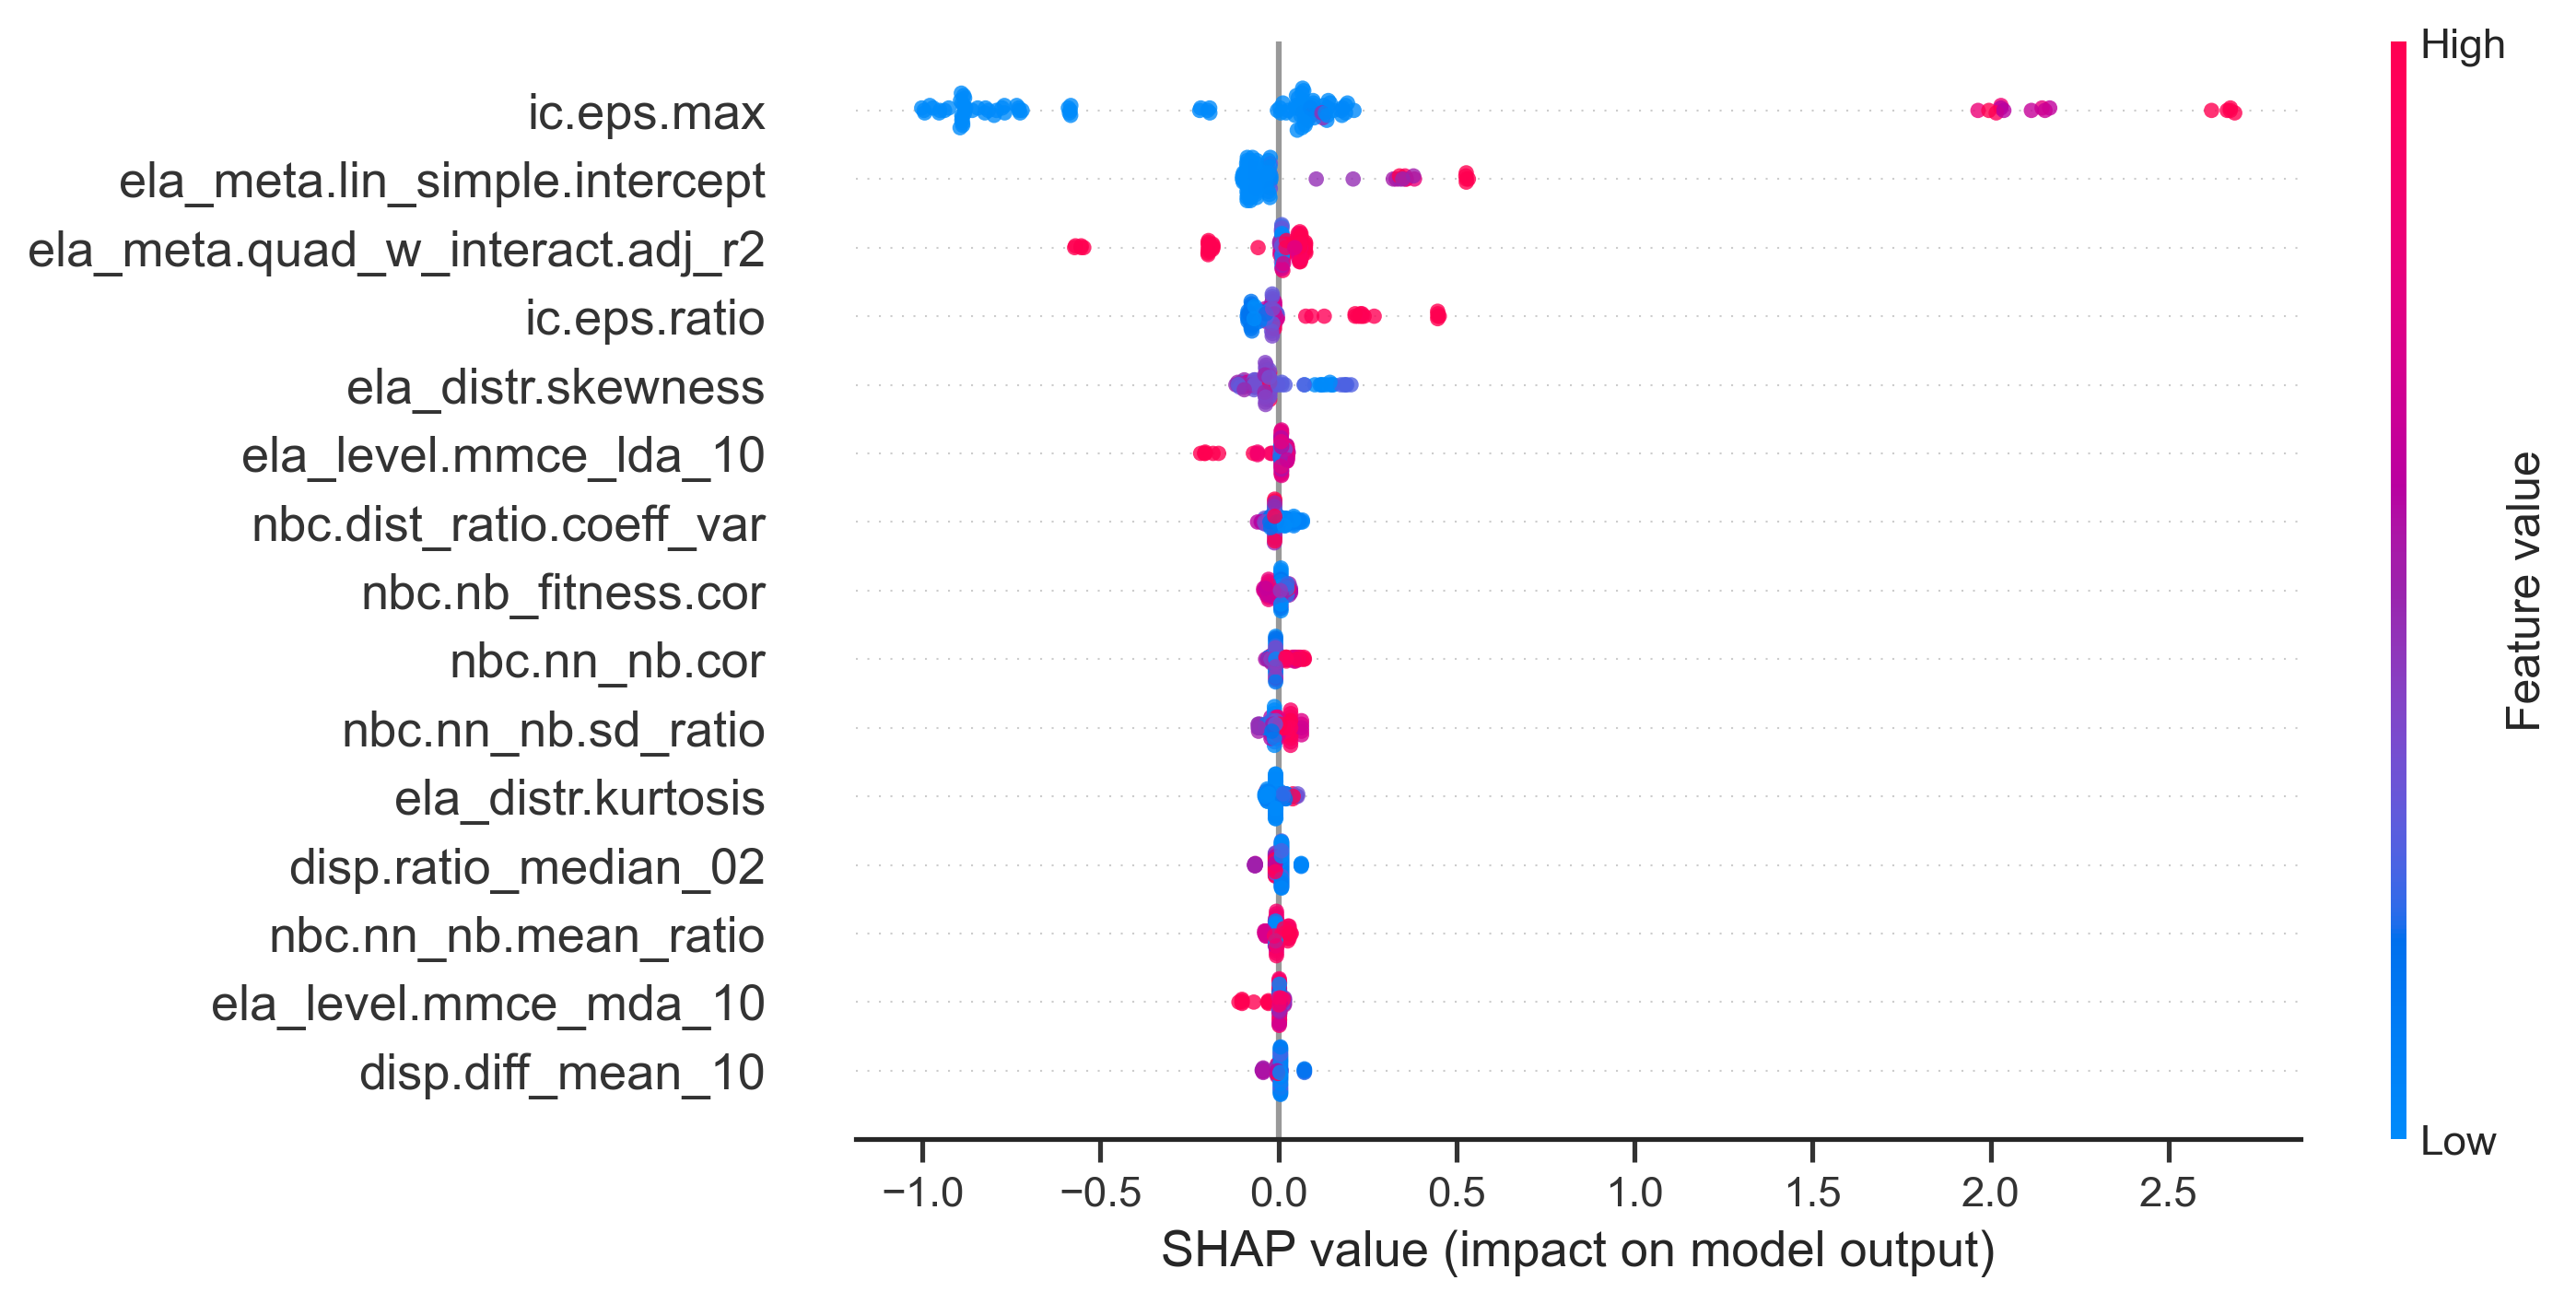 High
ic.eps.max
ela_meta.lin_simple.intercept
ela_meta.quad_w_interact.adj_r2
ic.eps.ratio
ela_distr.skewness
ela_level.mmce_lda_10
nbc.dist_ratio.coeff_var
nbc.nb_fitness.cor
nbc.nn_nb.cor
nbc.nn_nb.sd_ratio
ela_distr.kurtosis
disp.ratio_median_02
nbc.nn_nb.mean_ratio
ela_level.mmce_mda_10
disp.diff_mean_10
Feature value
Low
−1.0 −0.5 0.0 0.5 1.0 1.5 2.0 2.5
SHAP value (impact on model output)